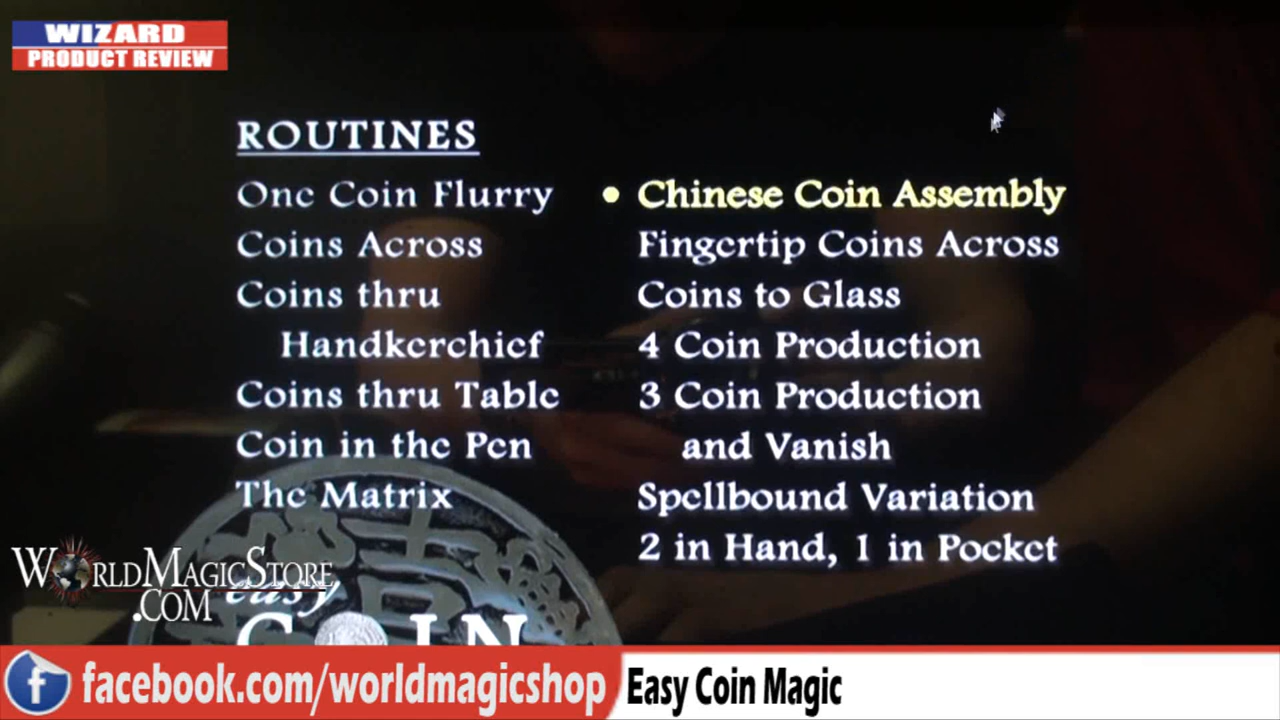 WIZARD
PRODUCT REVIEW
ROUTINES
One Coin Flurry
Coins Across
Coins thru
Handkerchief
Coins thru Table
Coin in the Pen
The Matrix
Chinese Coin Assembly
Fingertip Coins Across
Coins to Glass
4 Coin Production
3 Coin Production
and Vanish
Spellbound Variation
2 in Hand, 1 in Pocket
WORLDMAGICSTORE
.COM
easy
COIN
f
facebook.com/worldmagicshop
Easy Coin Magic